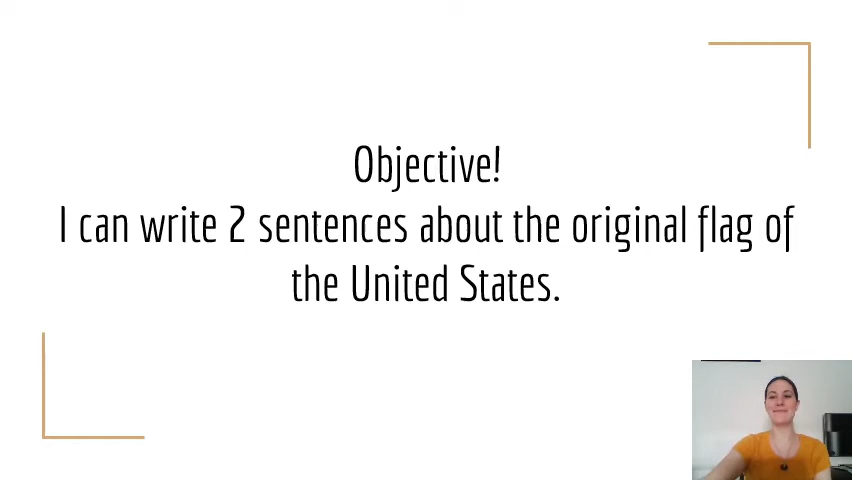 Objective!
I can write 2 sentences about the original flag of
the United States.